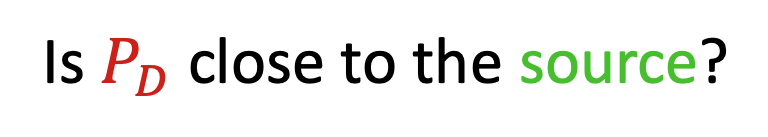 Is P_D close to the source?